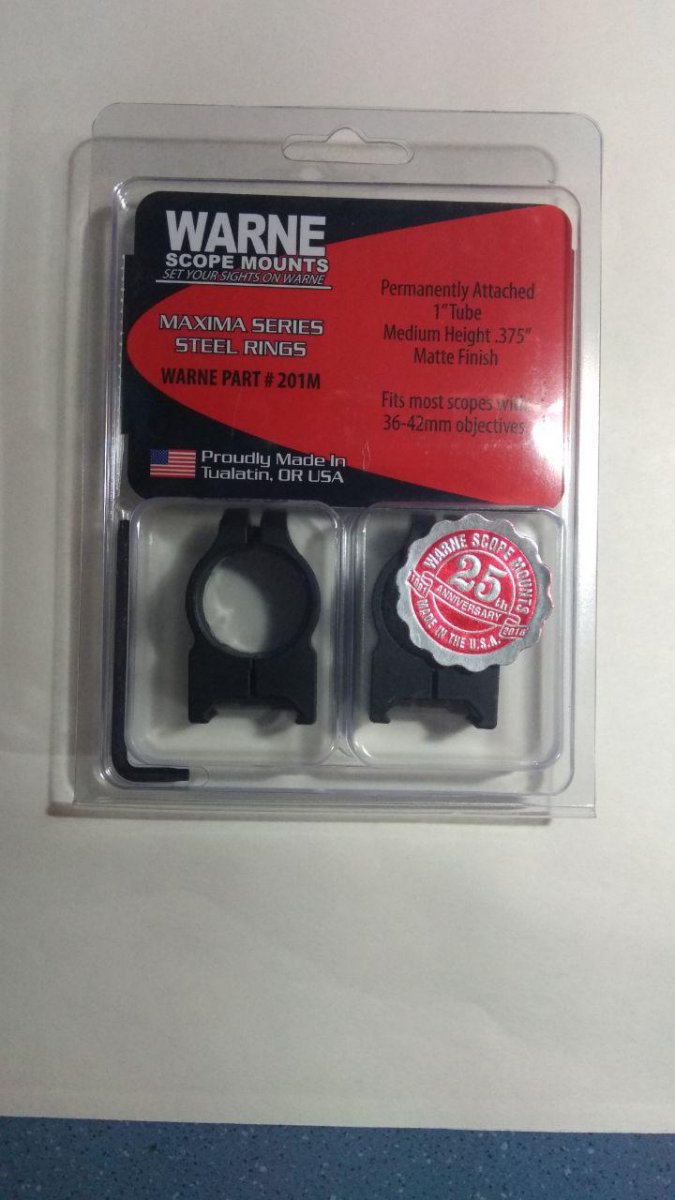 WARNE
SCOPE MOUNTS
SET YOUR SIGHTS ON WARNE
MAXIMA SERIES
STEEL RINGS
WARNE PART # 201M
Permanently Attached
1" Tube
Medium Height .375"
Matte Finish
Fits most scopes with
36-42mm objectives
Proudly Made In
Tualatin, OR USA
WARNE SCOPE MOUNTS
25th
1991
ANNIVERSARY
2016
MADE IN THE U.S.A.